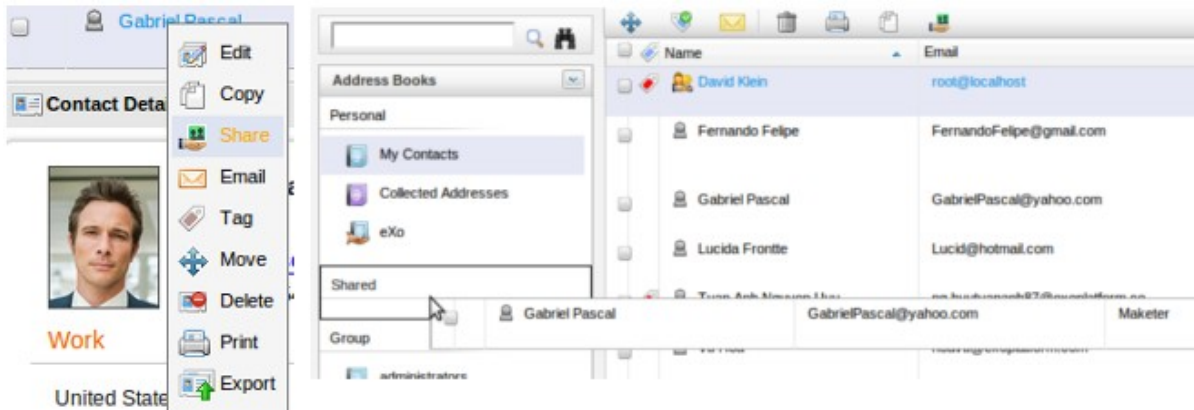 Gabriel Pascal
Edit
Copy
Share
Email
Tag
Move
Delete
Print
Export
Contact Deta
Work
United State
Address Books
Personal
My Contacts
Collected Addresses
eXo
Shared
Group
administrators
Name Email
David Klein root@localhost
Fernando Felipe FernandoFelipe@gmail.com
Gabriel Pascal GabrielPascal@yahoo.com
Lucida Frontte Lucid@hotmail.com
Gabriel Pascal GabrielPascal@yahoo.com Maketer